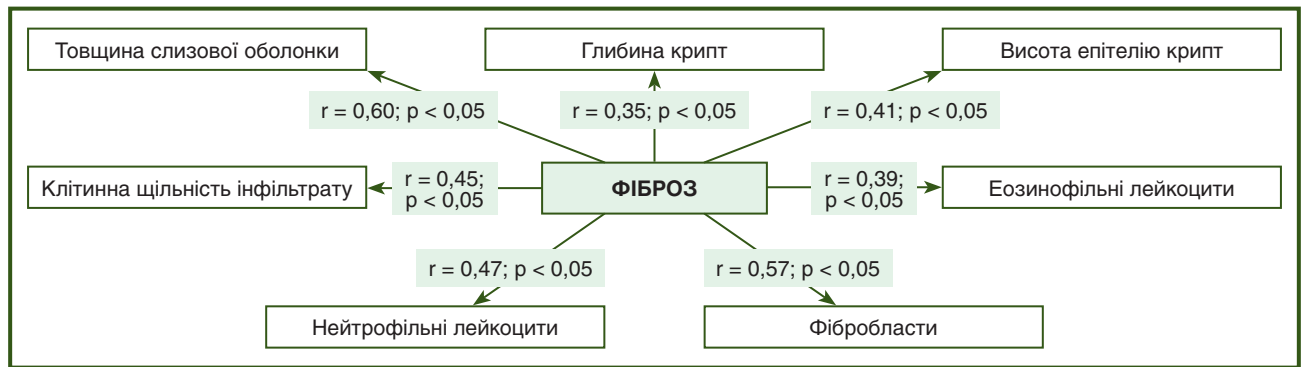 Товщина слизової оболонки
Глибина крипт
Висота епітелію крипт
r = 0,60; p < 0,05
r = 0,35; p < 0,05
r = 0,41; p < 0,05
Клітинна щільність інфільтрату
r = 0,45;
p < 0,05
ФІБРОЗ
r = 0,39;
p < 0,05
Еозинофільні лейкоцити
r = 0,47; p < 0,05
r = 0,57; p < 0,05
Нейтрофільні лейкоцити
Фібробласти